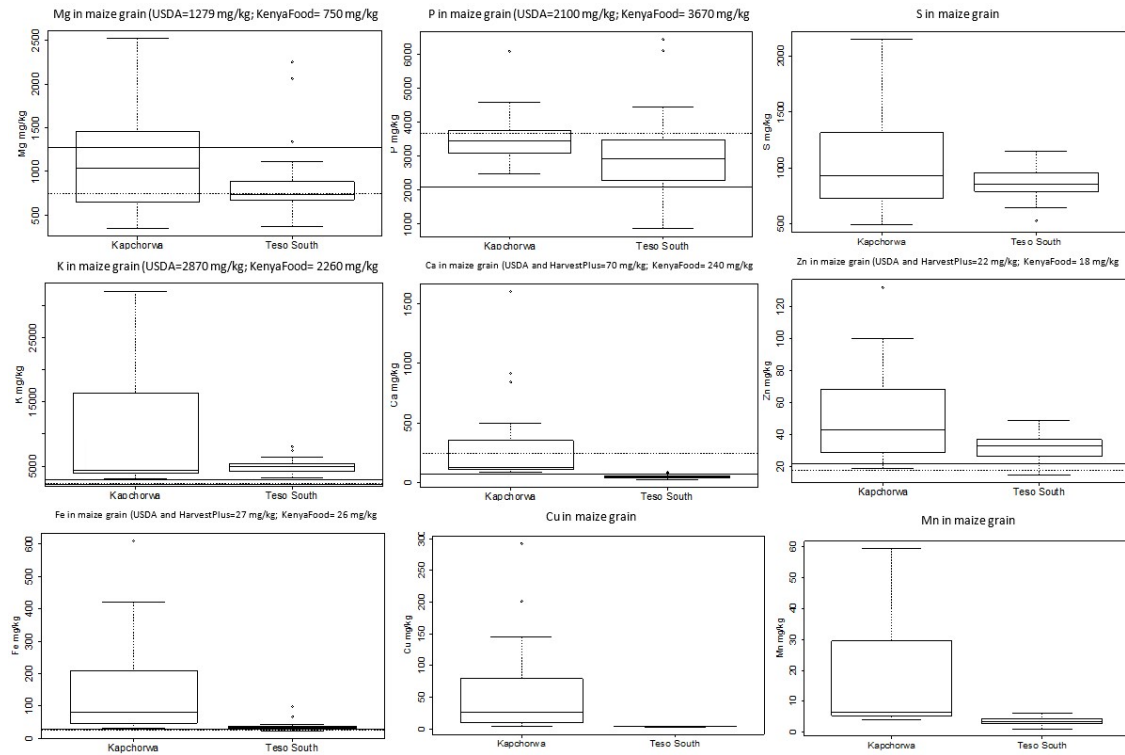 Mg in maize grain (USDA=1279 mg/kg; KenyaFood= 750 mg/kg
P in maize grain (USDA=2100 mg/kg; KenyaFood= 3670 mg/kg
S in maize grain
Mg mg/kg
2500
2000
1500
1000
500
Kapchorwa
Teso South
P mg/kg
6000
5000
4000
3000
2000
1000
Kapchorwa
Teso South
S mg/kg
2000
1500
1000
500
Kapchorwa
Teso South
K in maize grain (USDA=2870 mg/kg; KenyaFood= 2260 mg/kg
Ca in maize grain (USDA and HarvestPlus=70 mg/kg; KenyaFood= 240 mg/kg
Zn in maize grain (USDA and HarvestPlus=22 mg/kg; KenyaFood= 18 mg/kg
K mg/kg
25000
15000
5000
Kapchorwa
Teso South
Ca mg/kg
1500
1000
500
0
Kapchorwa
Teso South
Zn mg/kg
120
100
80
60
40
20
Kapchorwa
Teso South
Fe in maize grain (USDA and HarvestPlus=27 mg/kg; KenyaFood= 26 mg/kg
Cu in maize grain
Mn in maize grain
Fe mg/kg
600
500
400
300
200
100
0
Kapchorwa
Teso South
Cu mg/kg
300
250
200
150
100
50
0
Kapchorwa
Teso South
Mn mg/kg
60
50
40
30
20
10
0
Kapchorwa
Teso South